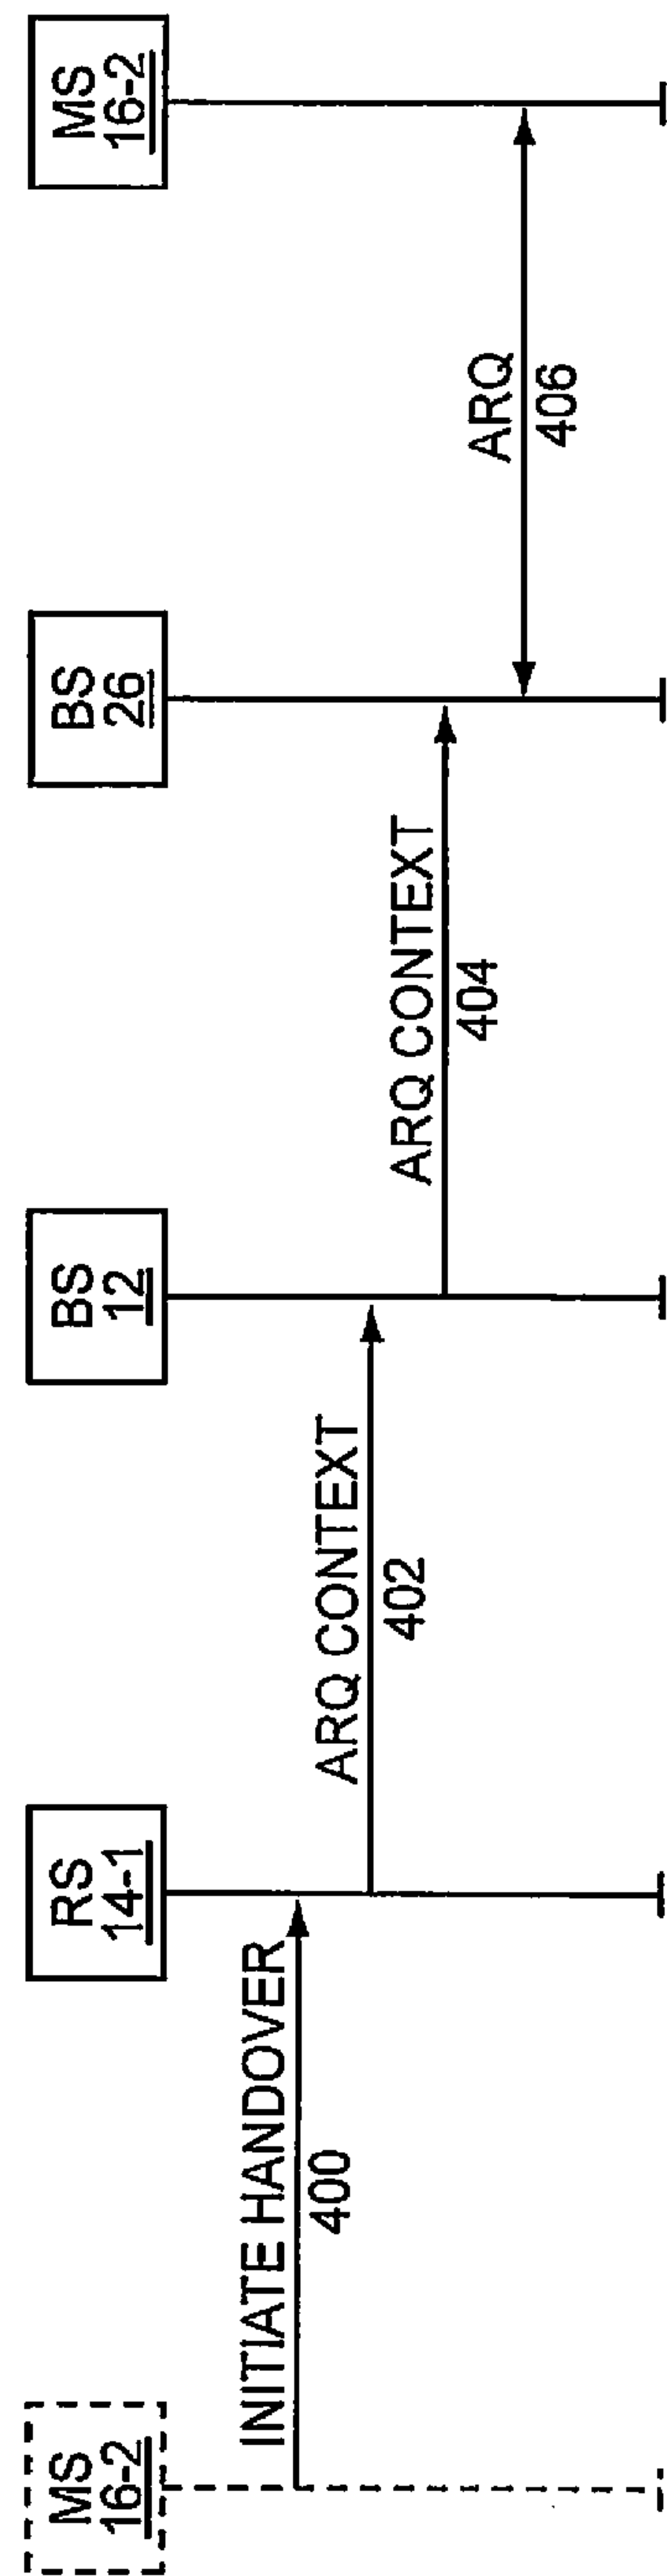 MS
16-2
RS
14-1
BS
12
BS
26
MS
16-2
INITIATE HANDOVER
400
ARQ CONTEXT
402
ARQ CONTEXT
404
ARQ
406